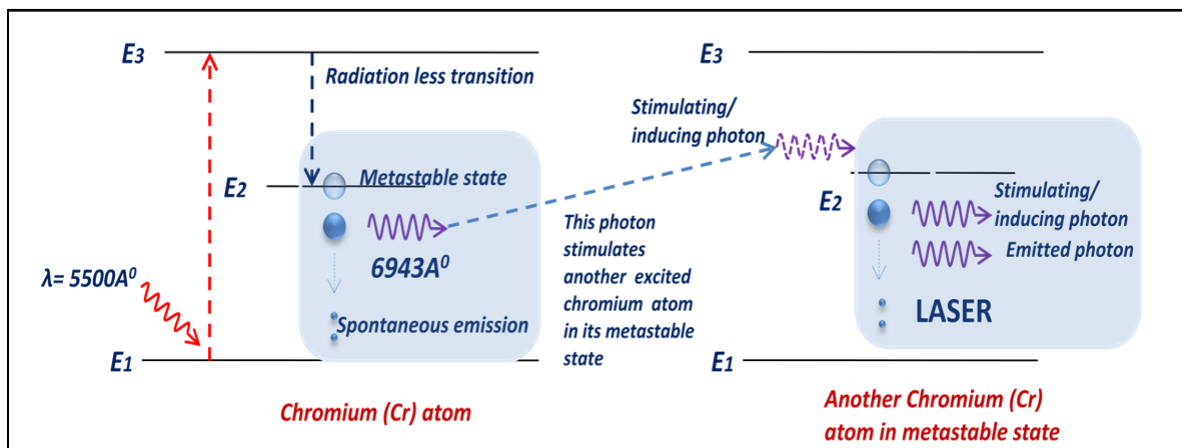 E3
Radiation less transition
E2
Metastable state
6943A⁰
λ= 5500A⁰
Spontaneous emission
E1
Chromium (Cr) atom
This photon
stimulates
another excited
chromium atom
in its metastable
state
E3
Stimulating/
inducing photon
E2
Stimulating/
inducing photon
Emitted photon
LASER
E1
Another Chromium (Cr)
atom in metastable state